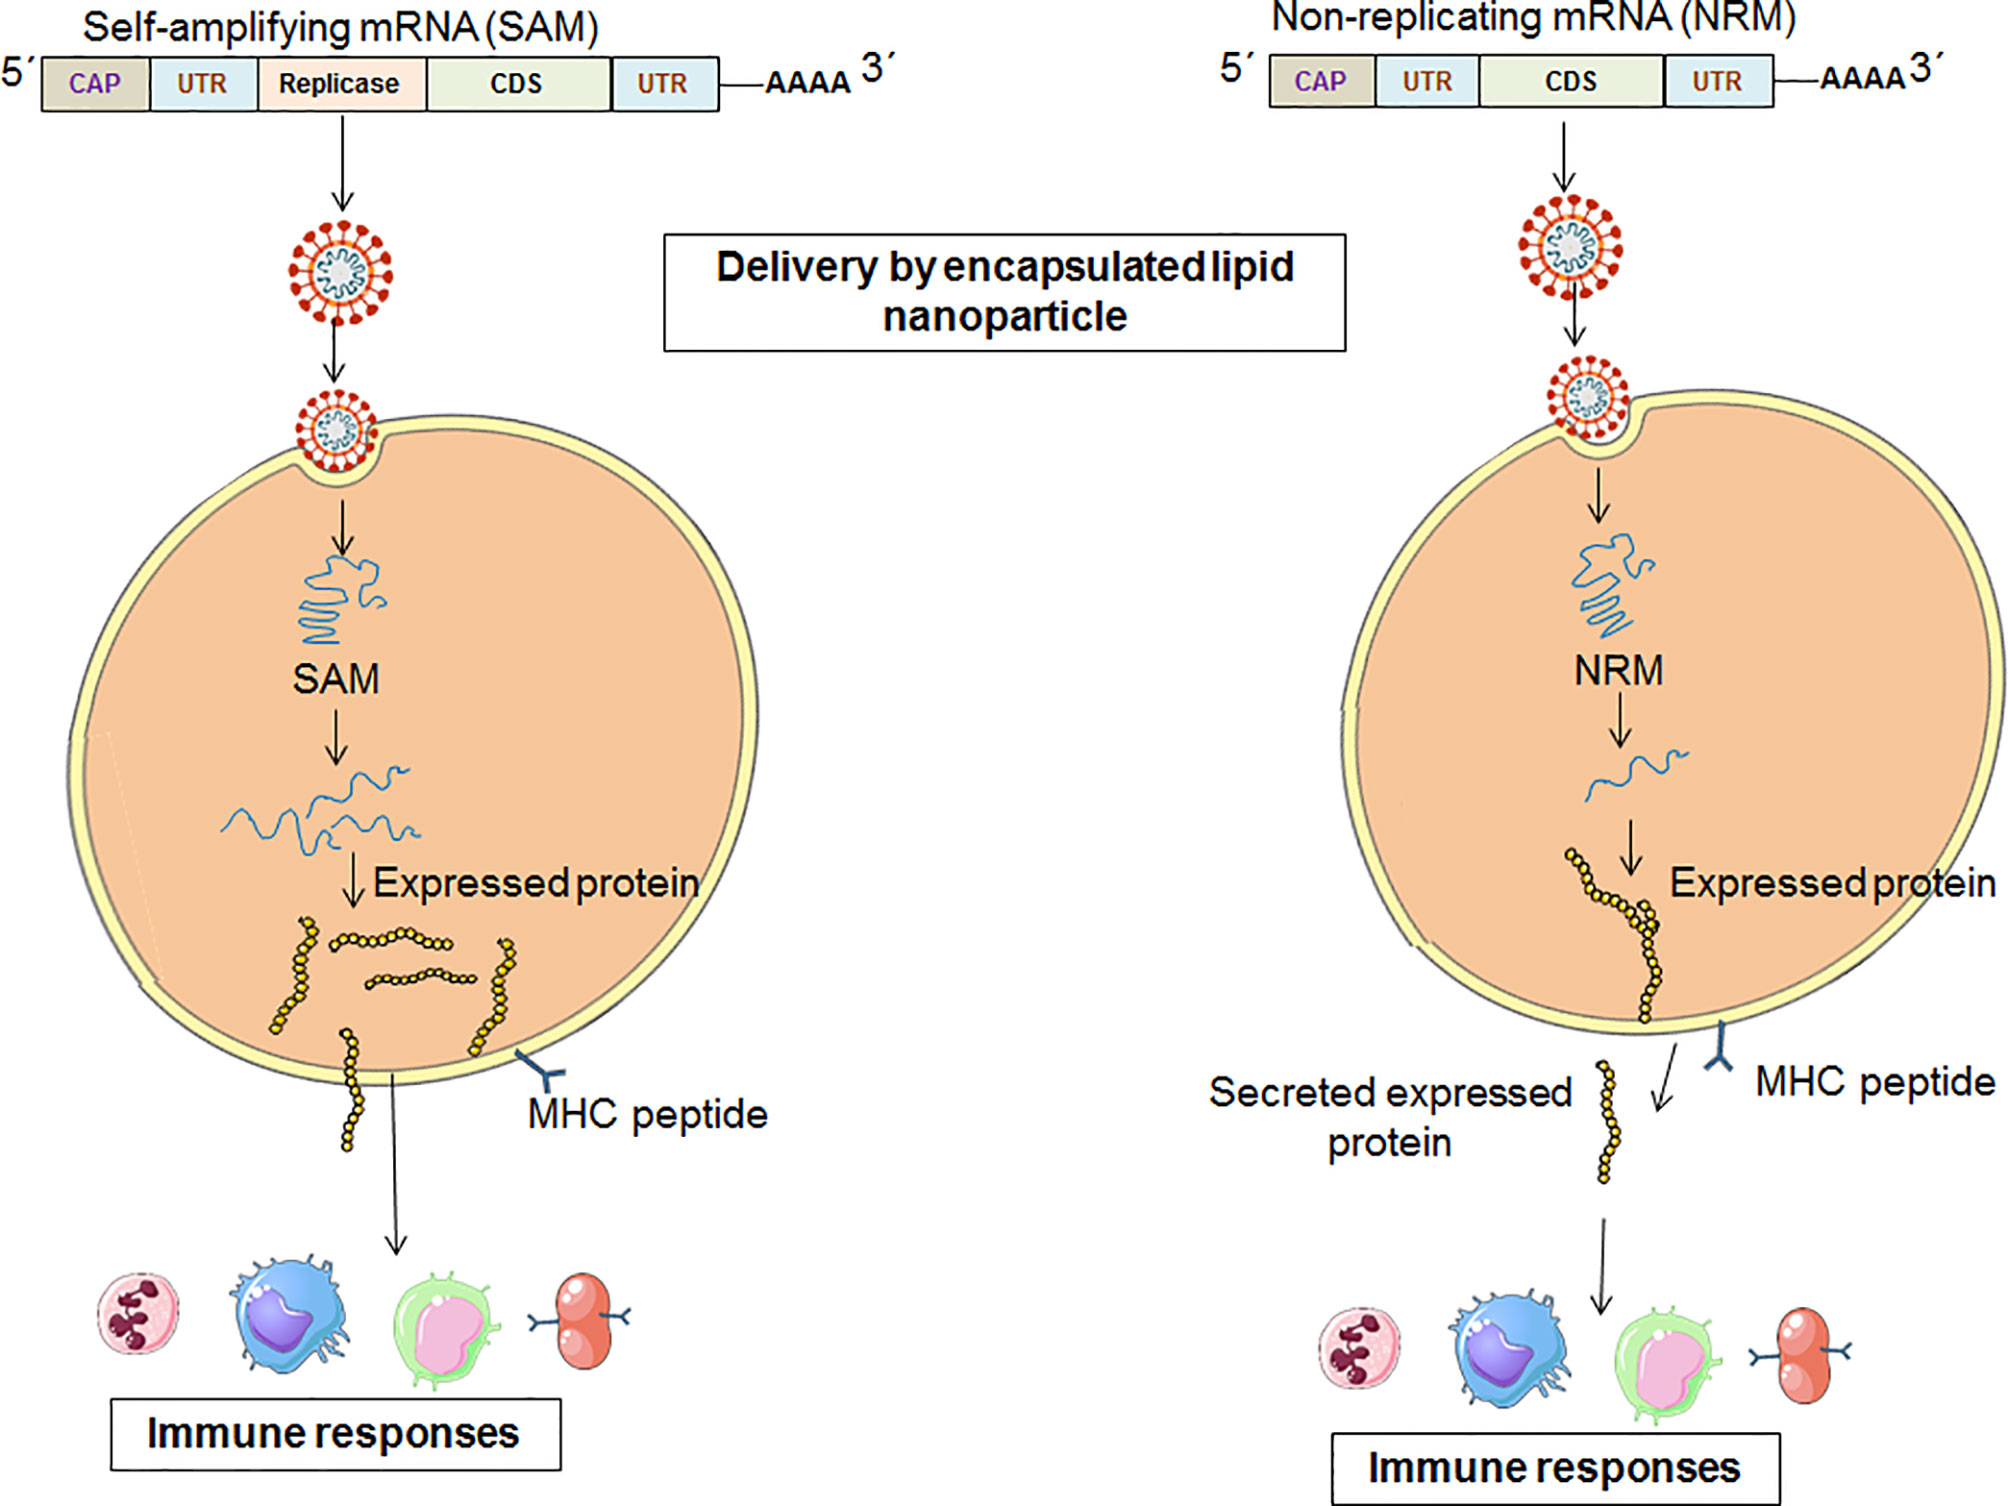 Self-amplifying mRNA (SAM)
5´ CAP UTR Replicase CDS UTR AAAA 3´
Non-replicating mRNA (NRM)
5´ CAP UTR CDS UTR AAAA 3´
Delivery by encapsulated lipid
nanoparticle
SAM
Expressed protein
MHC peptide
Immune responses
NRM
Expressed protein
MHC peptide
Secreted expressed
protein
Immune responses